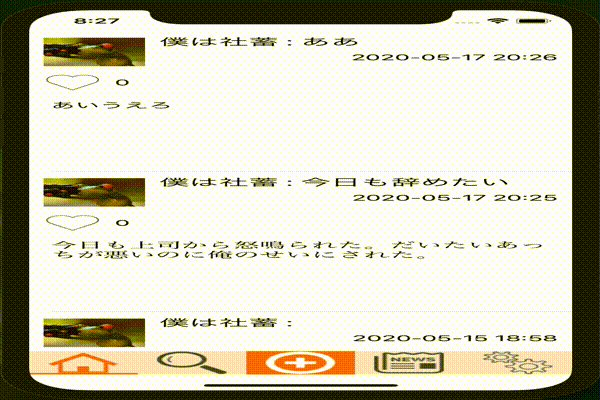 8:27
僕は社蓄：ああ
2020-05-17 20:26
0
あいうえろ
僕は社蓄：今日も辞めたい
2020-05-17 20:25
0
今日も上司から怒鳴られた。だいたいあっ
ちが悪いのに俺のせいにされた。
僕は社蓄：
2020-05-15 18:58
NEWS